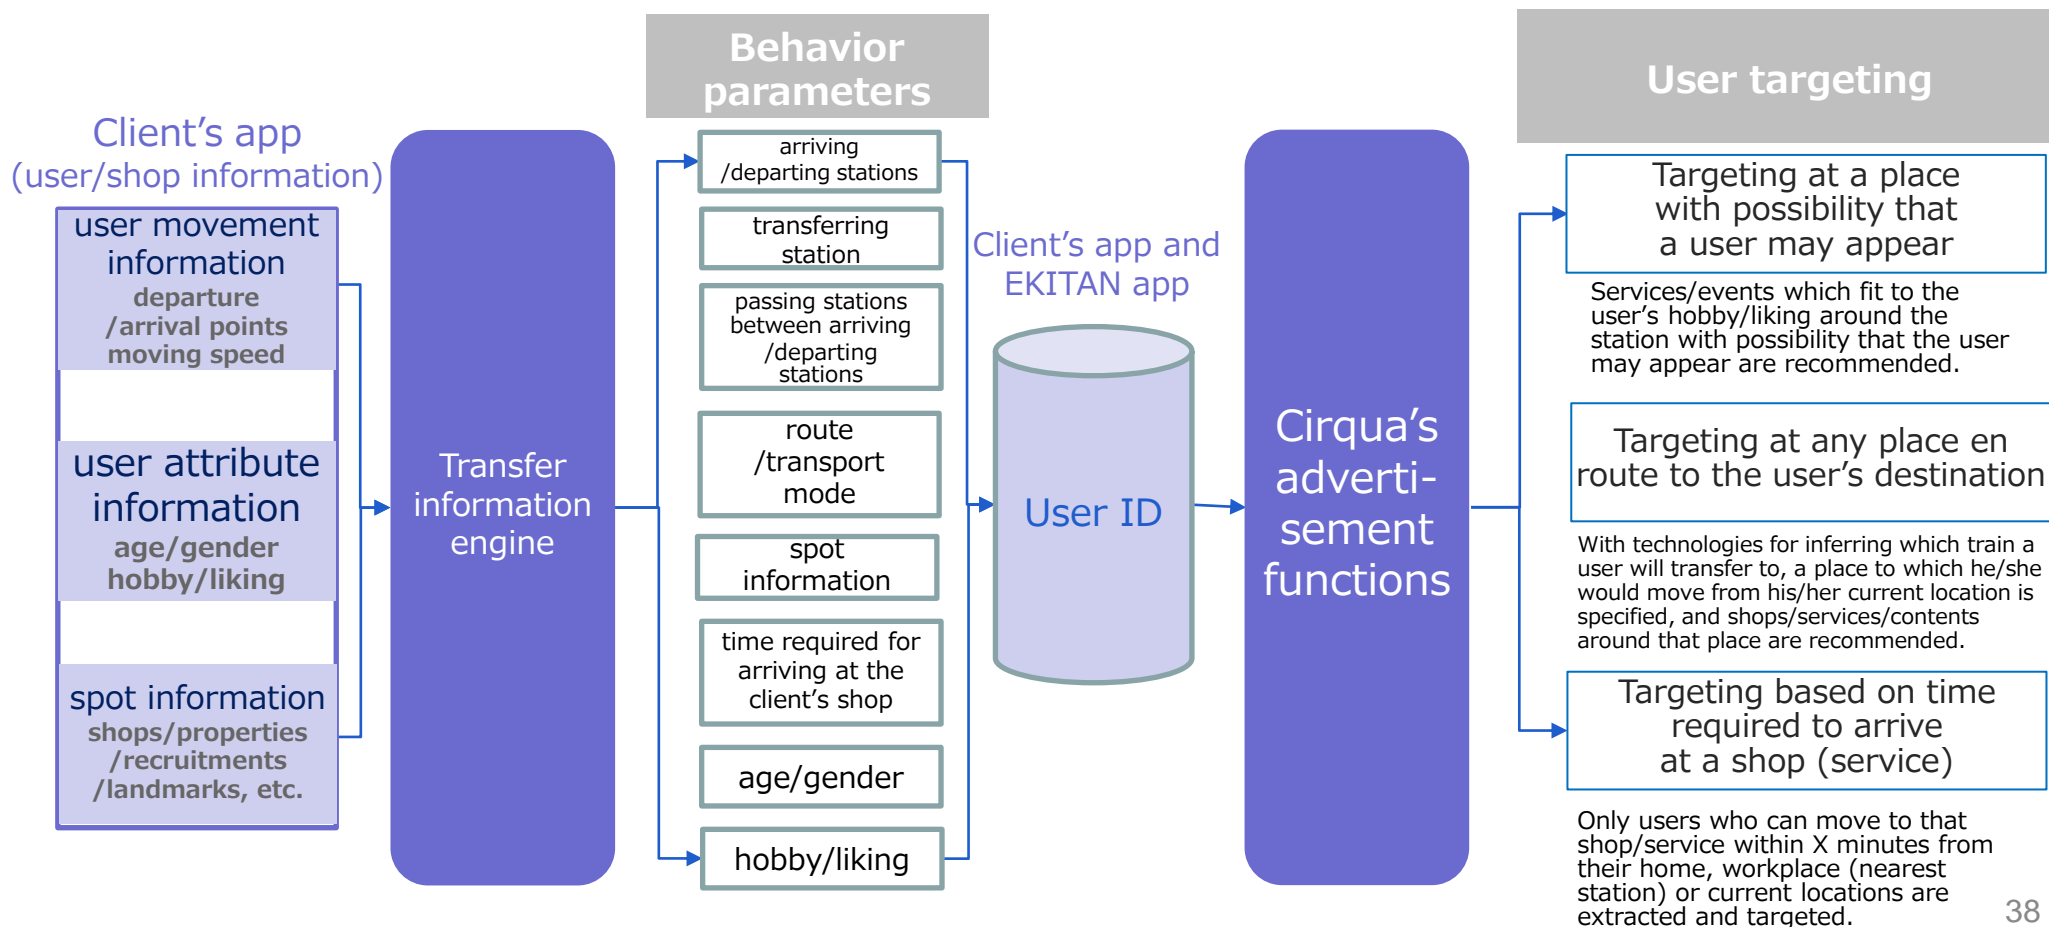 Client’s app
(user/shop information)
user movement
information
departure
/arrival points
moving speed
user attribute
information
age/gender
hobby/liking
spot information
shops/properties
/recruitments
/landmarks, etc.
Transfer
information
engine
Behavior
parameters
arriving
/departing stations
transferring
station
passing stations
between arriving
/departing
stations
route
/transport
mode
spot
information
time required for
arriving at the
client’s shop
age/gender
hobby/liking
Client’s app and
EKITAN app
User ID
Cirqua’s
adverti-
sement
functions
User targeting
Targeting at a place
with possibility that
a user may appear
Services/events which fit to the
user’s hobby/liking around the
station with possibility that the user
may appear are recommended.
Targeting at any place en
route to the user’s destination
With technologies for inferring which train a
user will transfer to, a place to which he/she
would move from his/her current location is
specified, and shops/services/contents
around that place are recommended.
Targeting based on time
required to arrive
at a shop (service)
Only users who can move to that
shop/service within X minutes from
their home, workplace (nearest
station) or current locations are
extracted and targeted.
38